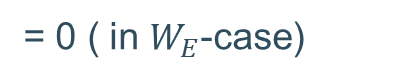 = 0 ( in W_E-case)